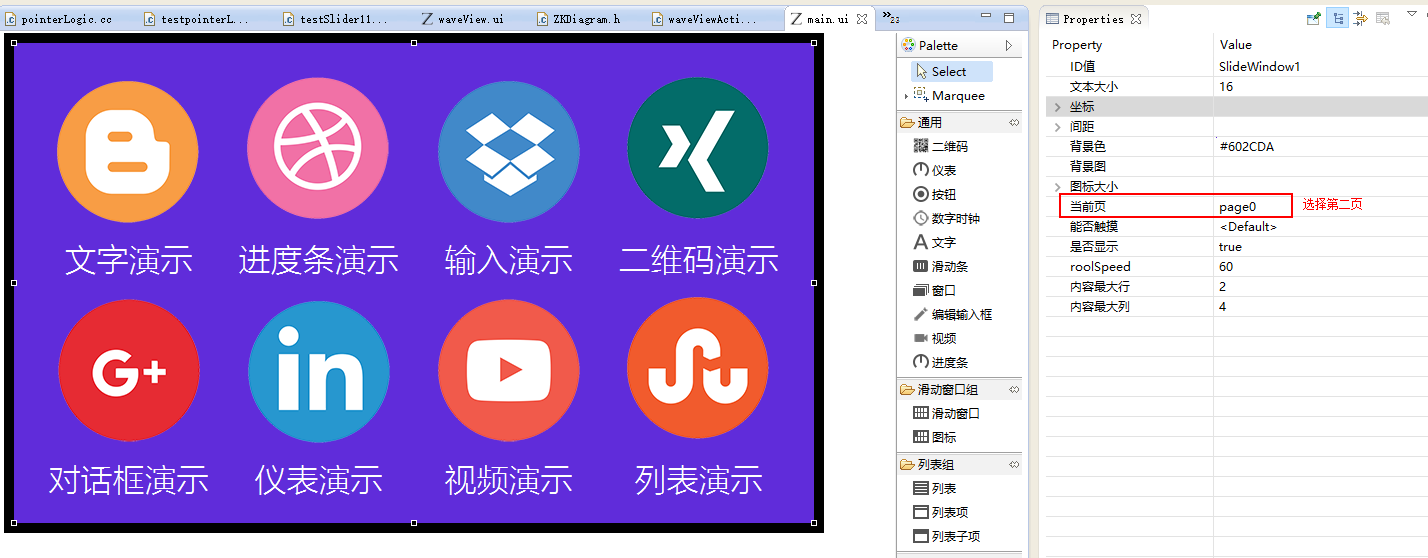 pointerLogic.cc
testpointerL...
testSlider11...
waveView.ui
ZKDiagram.h
waveViewActi...
main.ui
»23
文字演示
进度条演示
输入演示
二维码演示
G+
in
对话框演示
仪表演示
视频演示
列表演示
Palette
Select
Marquee
通用
二维码
仪表
按钮
数字时钟
文字
滑动条
窗口
编辑输入框
视频
进度条
滑动窗口组
滑动窗口
图标
列表组
列表
列表项
列表子项
Properties
Property Value
ID值 SlideWindow1
文本大小 16
坐标
间距
背景色 #602CDA
背景图
图标大小
当前页 page0 选择第二页
能否触摸 <Default>
是否显示 true
roolSpeed 60
内容最大行 2
内容最大列 4